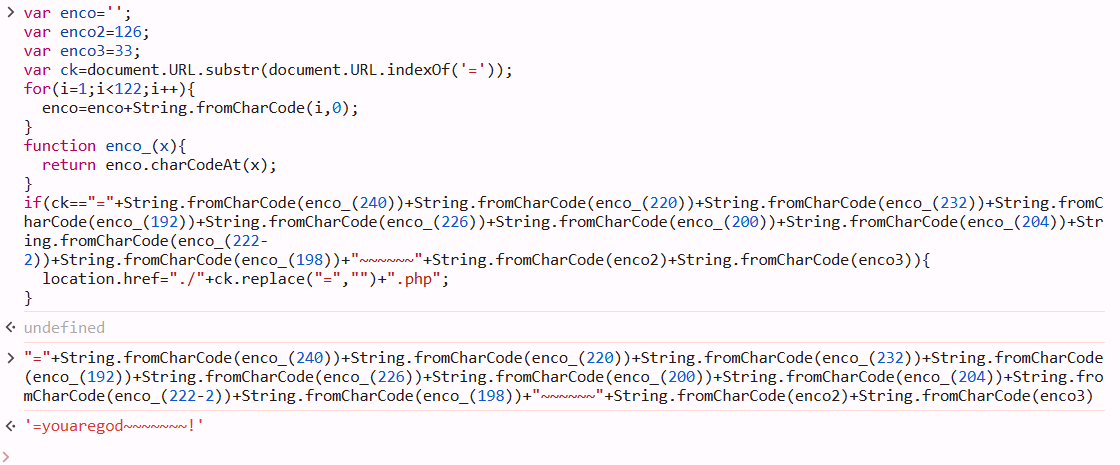 > var enco='';
var enco2=126;
var enco3=33;
var ck=document.URL.substr(document.URL.indexOf('='));
for(i=1;i<122;i++){
  enco=enco+String.fromCharCode(i,0);
}
function enco_(x){
  return enco.charCodeAt(x);
}
if(ck=="="+String.fromCharCode(enco_(240))+String.fromCharCode(enco_(220))+String.fromCharCode(enco_(232))+String.fromC
harCode(enco_(192))+String.fromCharCode(enco_(226))+String.fromCharCode(enco_(200))+String.fromCharCode(enco_(204))+Str
ing.fromCharCode(enco_(222-
2))+String.fromCharCode(enco_(198))+"~~~~~~"+String.fromCharCode(enco2)+String.fromCharCode(enco3)){
  location.href="./"+ck.replace("=","")+".php";
}
undefined
> "="+String.fromCharCode(enco_(240))+String.fromCharCode(enco_(220))+String.fromCharCode(enco_(232))+String.fromCharCode
(enco_(192))+String.fromCharCode(enco_(226))+String.fromCharCode(enco_(200))+String.fromCharCode(enco_(204))+String.fro
mCharCode(enco_(222-2))+String.fromCharCode(enco_(198))+"~~~~~~"+String.fromCharCode(enco2)+String.fromCharCode(enco3)
'=youaregod~~~~~~~!'
>